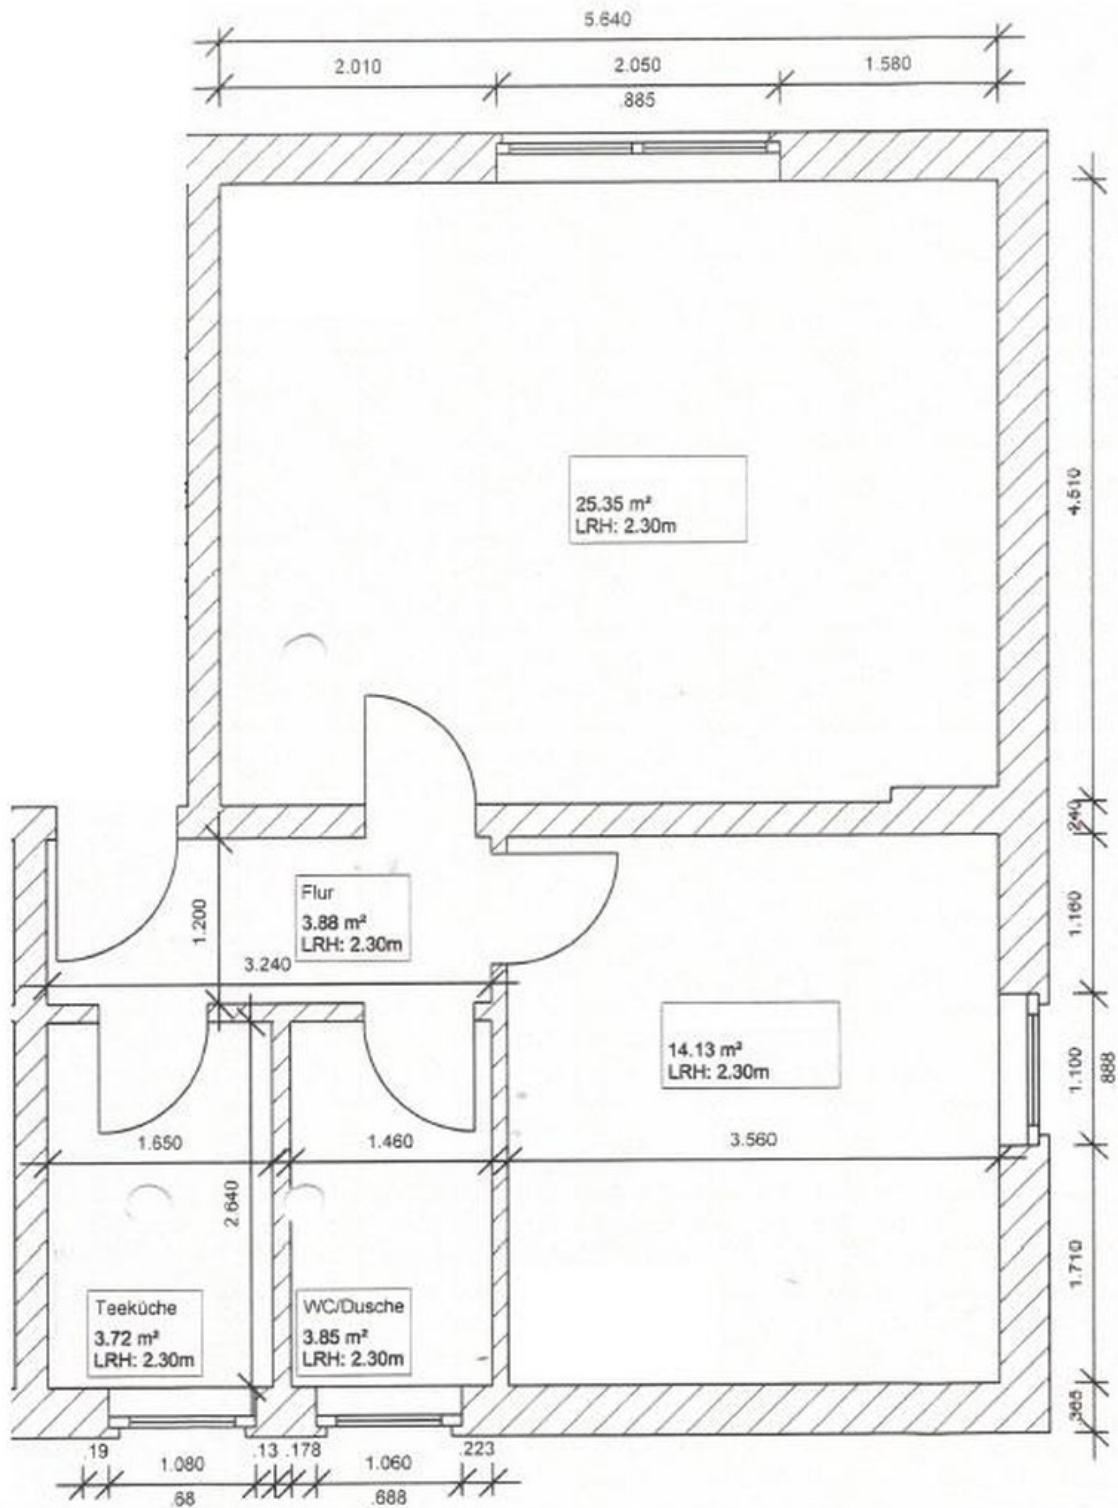 5.640
2.010
2.050
1.580
.885
4.510
25.35 m²
LRH: 2.30m
.240
1.160
1.200
Flur
3.88 m²
LRH: 2.30m
3.240
14.13 m²
LRH: 2.30m
1.100
888
1.650
1.460
3.560
2.640
1.710
Teeküche
3.72 m²
LRH: 2.30m
WC/Dusche
3.85 m²
LRH: 2.30m
.365
.19
1.080
.13
.178
1.060
.223
.68
.688